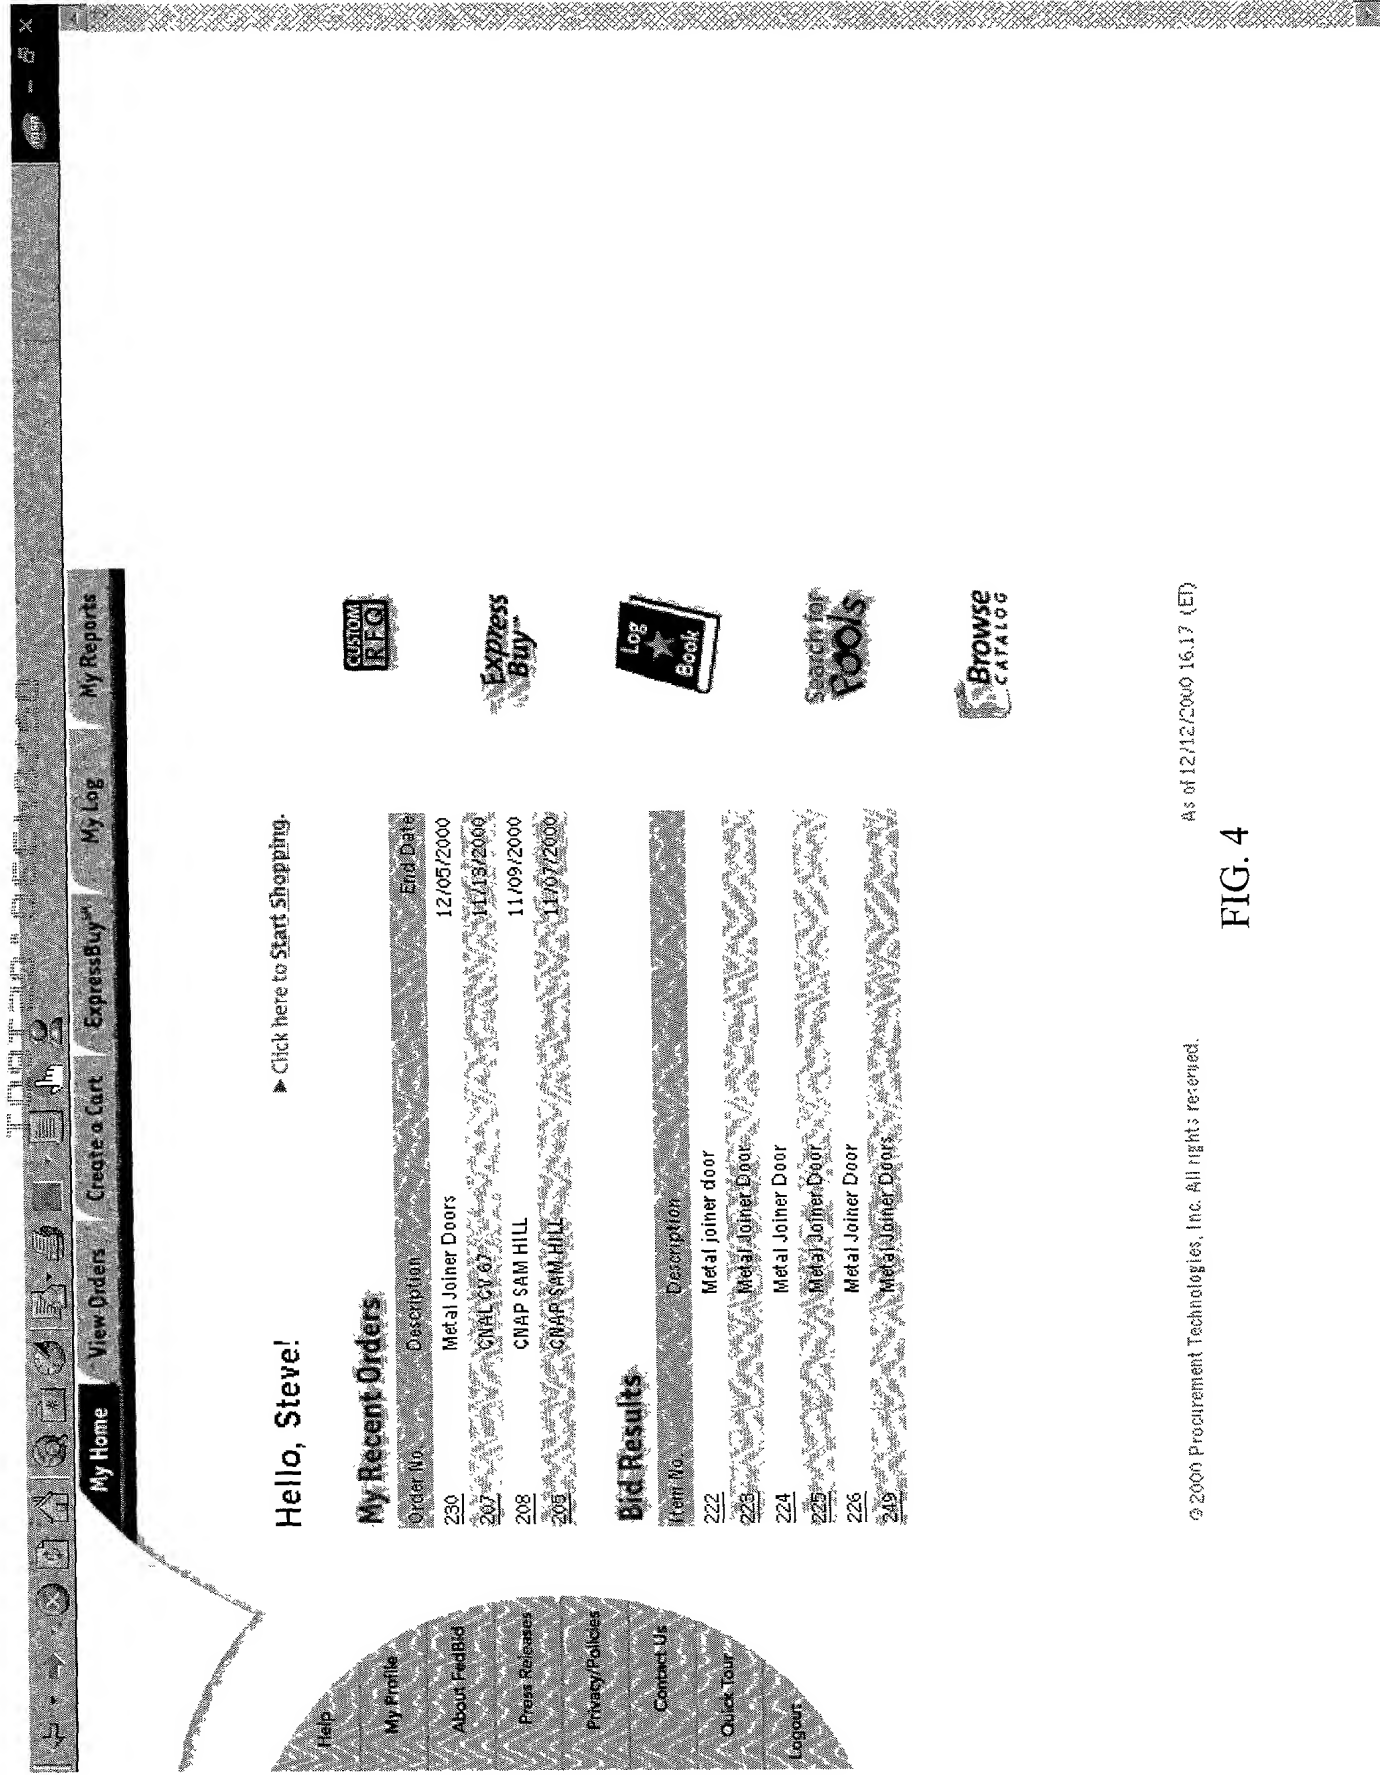 msn
My Home View Orders Create a Cart ExpressBuy℠ My Log My Reports
Hello, Steve!
▶ Click here to Start Shopping.
My Recent Orders
Order No. Description End Date
230 Metal Joiner Doors 12/05/2000
207 CNAL CV 67 11/13/2000
208 CNAP SAM HILL 11/09/2000
205 CNAP SAM HILL 11/07/2000
Bid Results
Item No. Description
222 Metal joiner door
223 Metal Joiner Door
224 Metal Joiner Door
225 Metal Joiner Door
226 Metal Joiner Door
249 Metal Joiner Doors
Help
My Profile
About FedBid
Press Releases
Privacy/Policies
Contact Us
Quick Tour
Logout
CUSTOM
RFQ
Express
Buy℠
Log
Book
Search for
Pools
Browse
CATALOG
© 2000 Procurement Technologies, Inc. All rights reserved. As of 12/12/2000 16.17 (ET)
FIG. 4